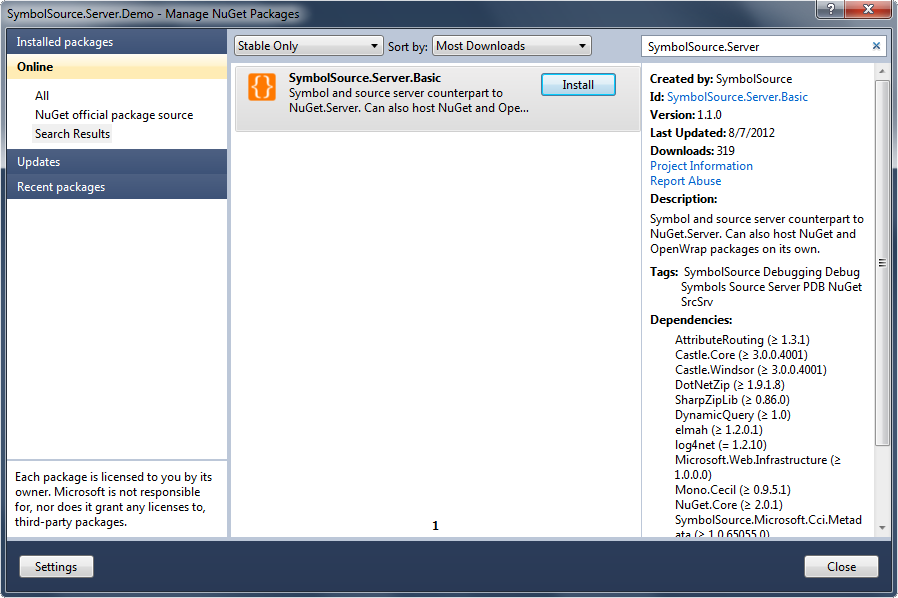 SymbolSource.Server.Demo - Manage NuGet Packages
?
Installed packages
Online
All
NuGet official package source
Search Results
Updates
Recent packages
Each package is licensed to you by its
owner. Microsoft is not responsible
for, nor does it grant any licenses to,
third-party packages.
Stable Only
Sort by:
Most Downloads
SymbolSource.Server.Basic
Symbol and source server counterpart to
NuGet.Server. Can also host NuGet and Ope...
Install
1
SymbolSource.Server
Created by: SymbolSource
Id: SymbolSource.Server.Basic
Version: 1.1.0
Last Updated: 8/7/2012
Downloads: 319
Project Information
Report Abuse
Description:
Symbol and source server counterpart to
NuGet.Server. Can also host NuGet and
OpenWrap packages on its own.
Tags: SymbolSource Debugging Debug
Symbols Source Server PDB NuGet
SrcSrv
Dependencies:
AttributeRouting (≥ 1.3.1)
Castle.Core (≥ 3.0.0.4001)
Castle.Windsor (≥ 3.0.0.4001)
DotNetZip (≥ 1.9.1.8)
SharpZipLib (≥ 0.86.0)
DynamicQuery (≥ 1.0)
elmah (≥ 1.2.0.1)
log4net (= 1.2.10)
Microsoft.Web.Infrastructure (≥
1.0.0.0)
Mono.Cecil (≥ 0.9.5.1)
NuGet.Core (≥ 2.0.1)
SymbolSource.Microsoft.Cci.Metad
ata (≥ 1.0.65055.0)
Settings
Close